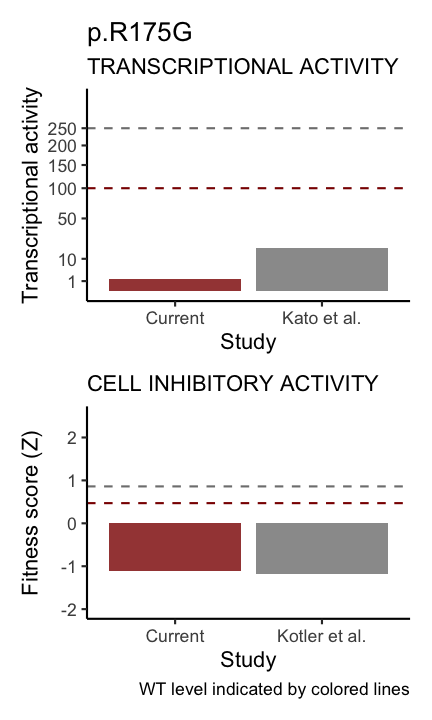 p.R175G
TRANSCRIPTIONAL ACTIVITY
Transcriptional activity
250
200
150
100
50
10
1
Current
Kato et al.
Study
CELL INHIBITORY ACTIVITY
Fitness score (Z)
2
1
0
-1
-2
Current
Kotler et al.
Study
WT level indicated by colored lines